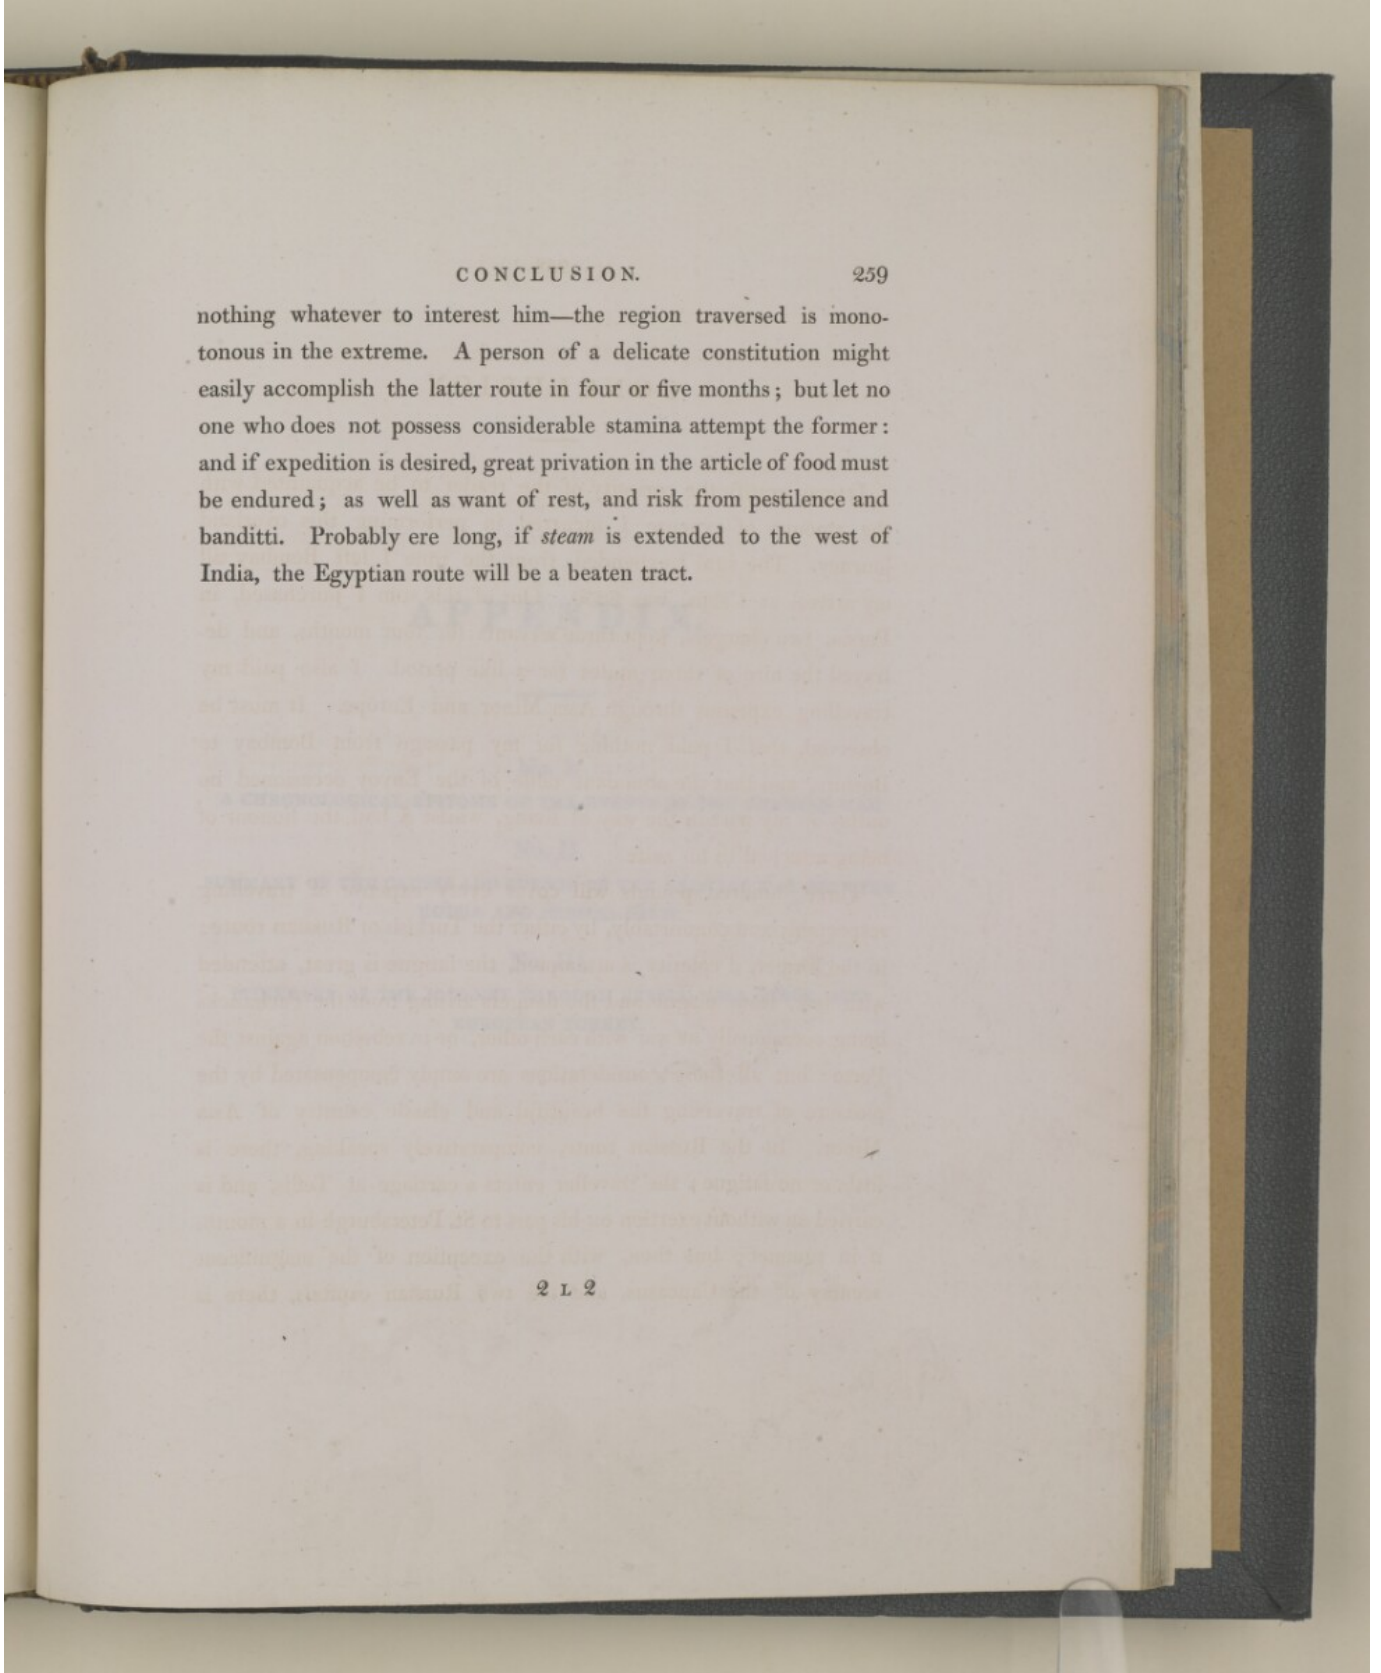 CONCLUSION. 259
nothing whatever to interest him—the region traversed is mono-
tonous in the extreme. A person of a delicate constitution might
easily accomplish the latter route in four or five months; but let no
one who does not possess considerable stamina attempt the former:
and if expedition is desired, great privation in the article of food must
be endured; as well as want of rest, and risk from pestilence and
banditti. Probably ere long, if steam is extended to the west of
India, the Egyptian route will be a beaten tract.
2 L 2